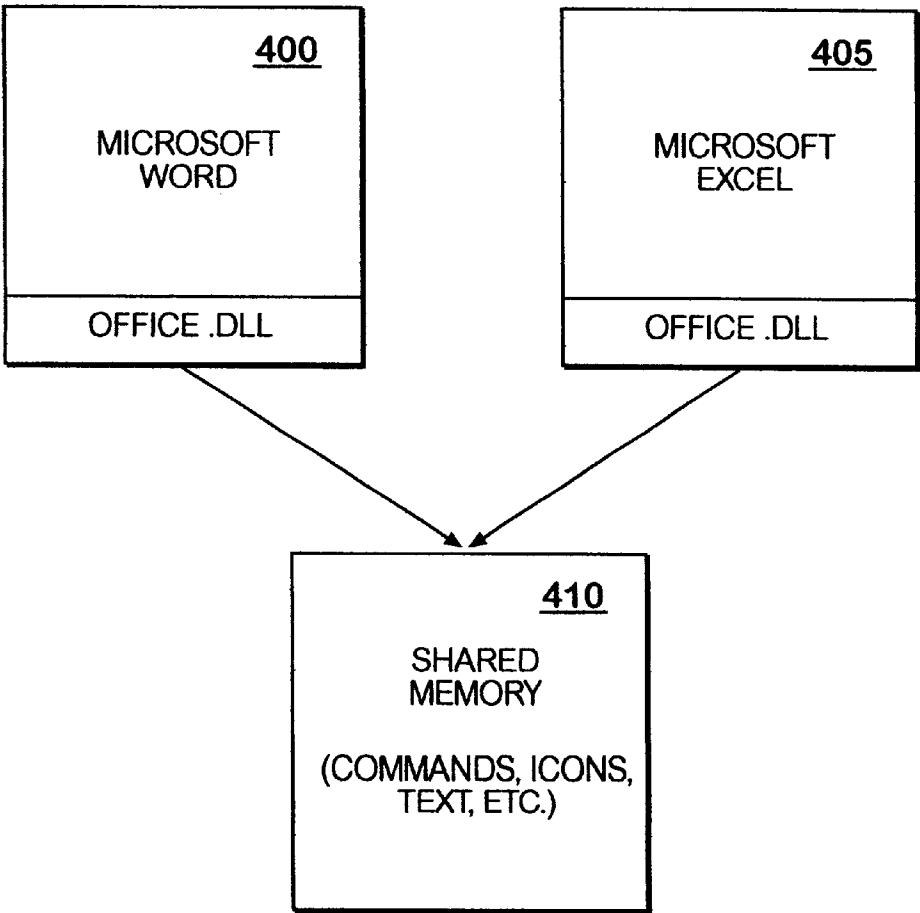 400
MICROSOFT
WORD
OFFICE .DLL
405
MICROSOFT
EXCEL
OFFICE .DLL
410
SHARED
MEMORY
(COMMANDS, ICONS,
TEXT, ETC.)